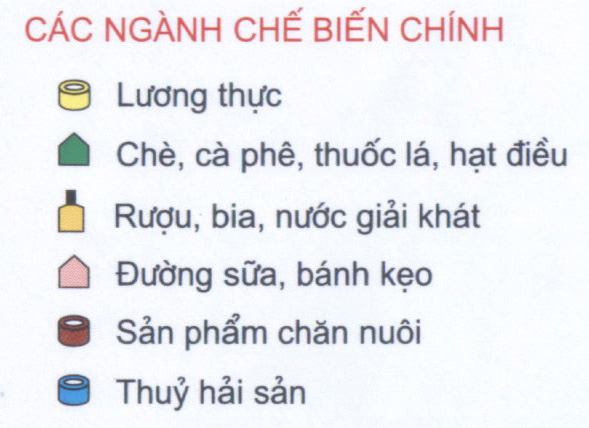 CÁC NGÀNH CHẾ BIẾN CHÍNH
Lương thực
Chè, cà phê, thuốc lá, hạt điều
Rượu, bia, nước giải khát
Đường sữa, bánh kẹo
Sản phẩm chăn nuôi
Thuỷ hải sản